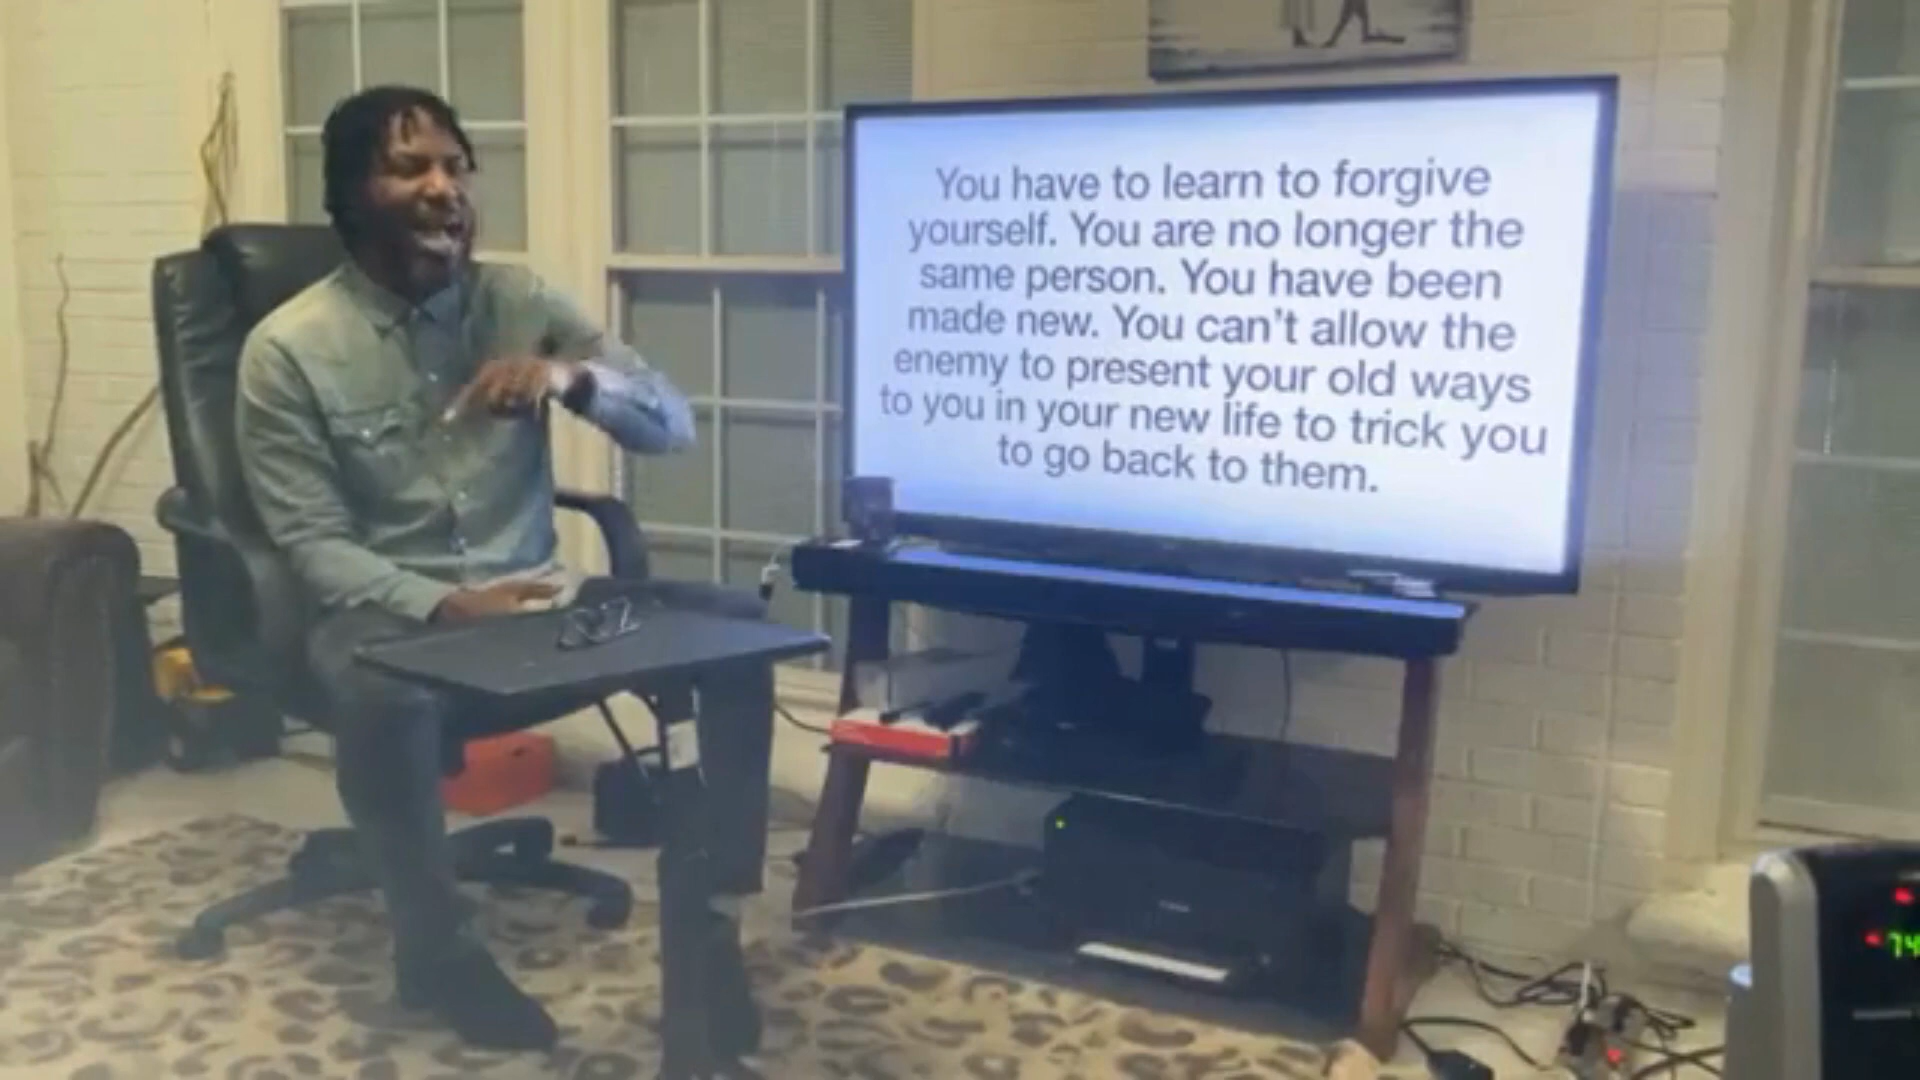 You have to learn to forgive
yourself. You are no longer the
same person. You have been
made new. You can't allow the
enemy to present your old ways
to you in your new life to trick you
to go back to them.
74